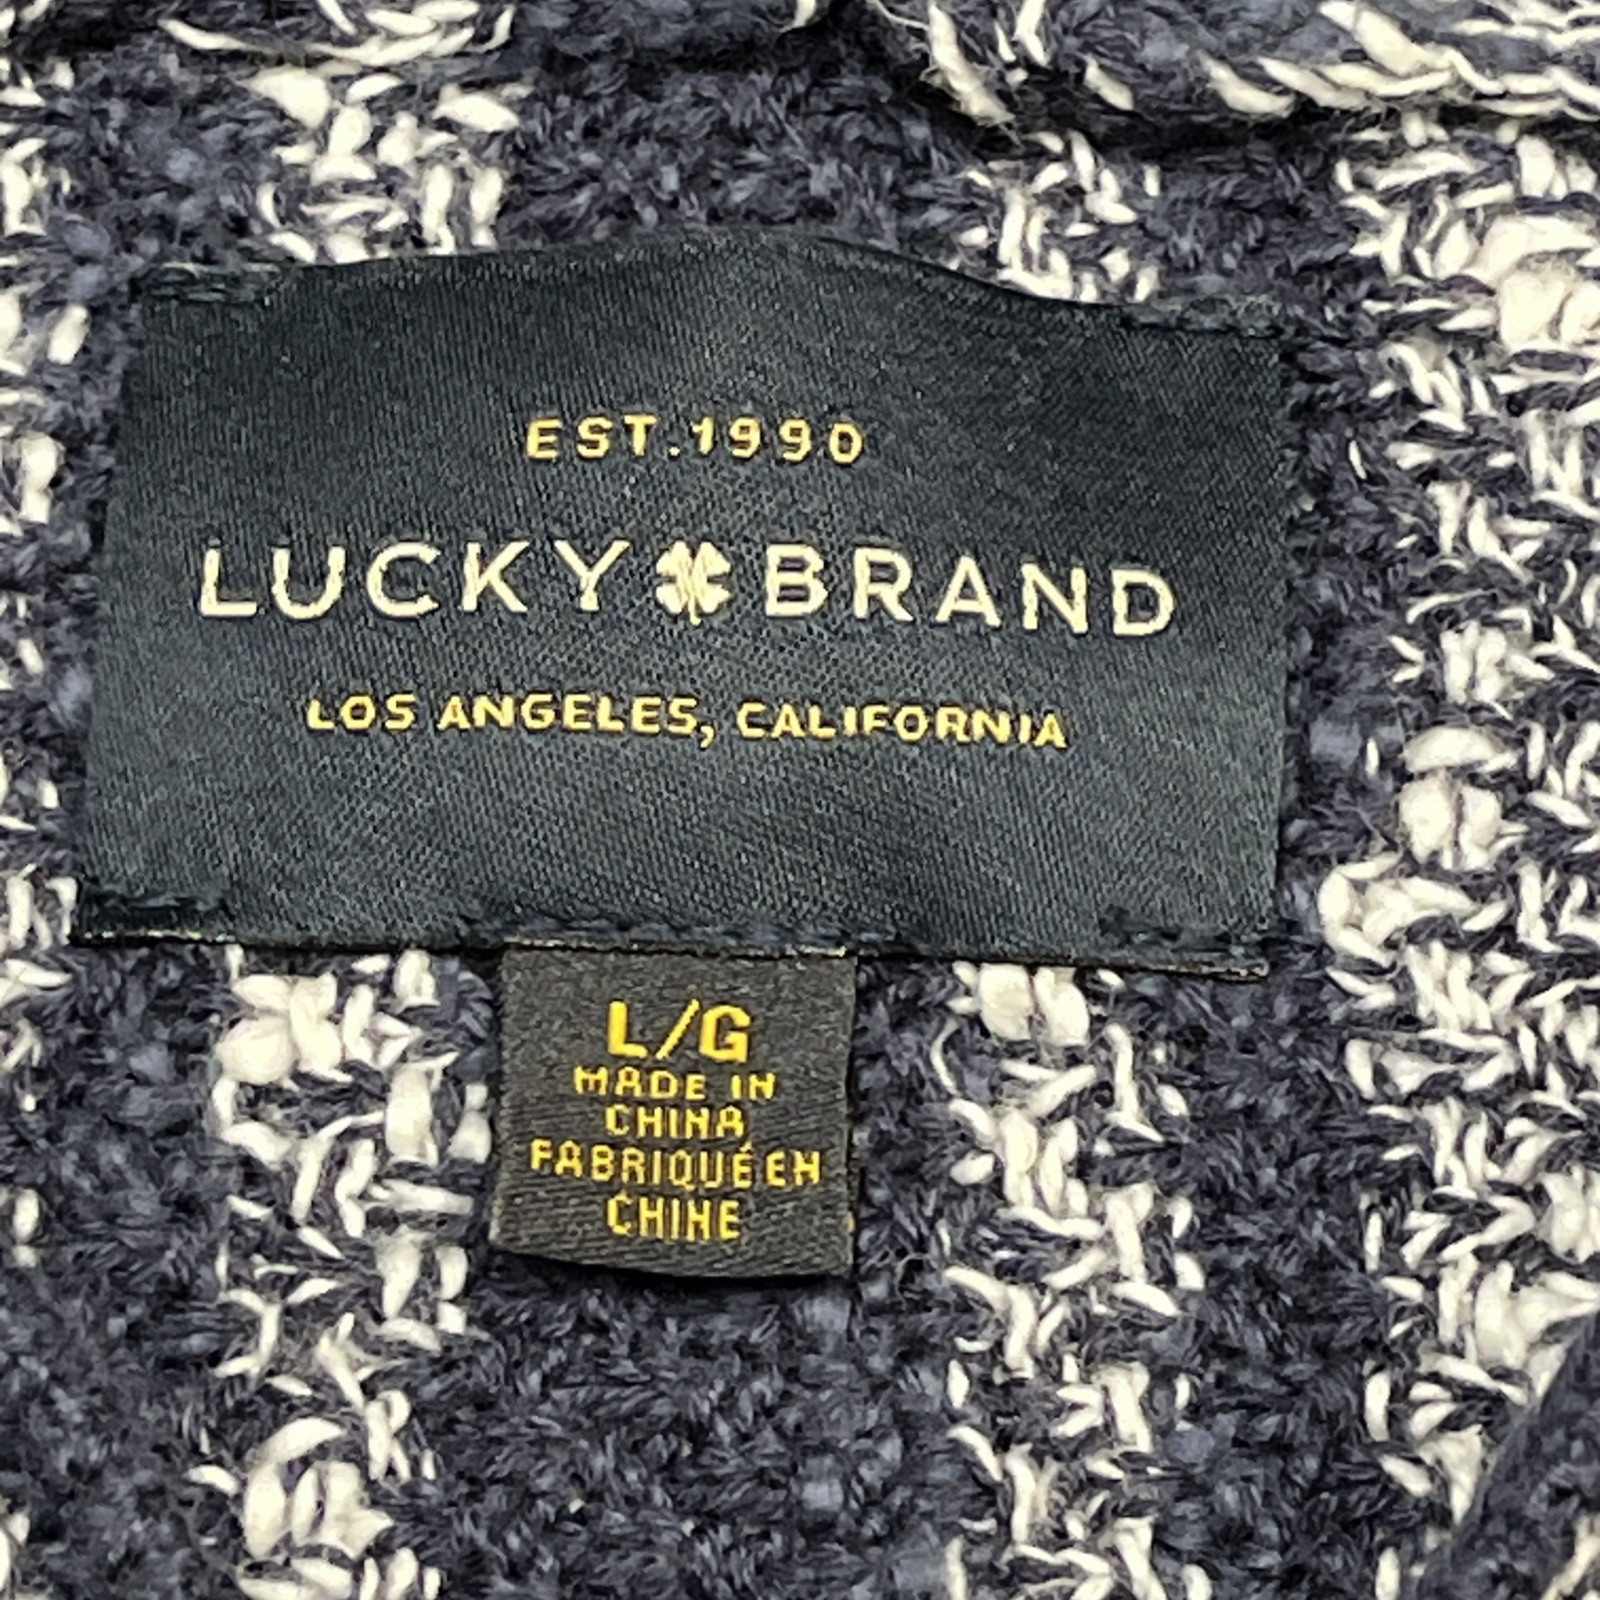 EST.1990
LUCKY BRAND
LOS ANGELES, CALIFORNIA
L/G
MADE IN
CHINA
FABRIQUÉ EN
CHINE